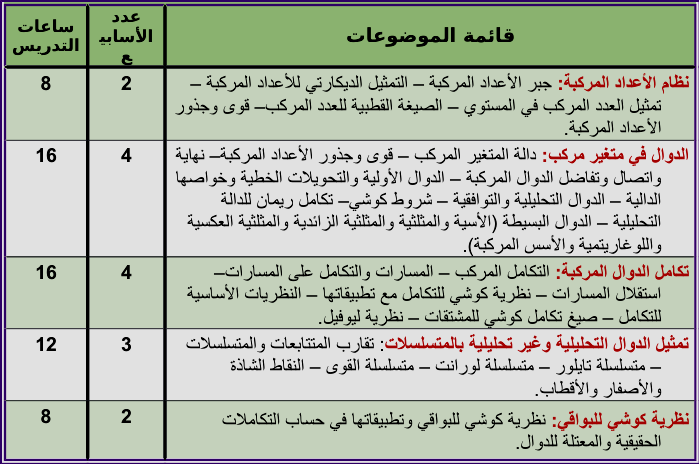 قائمة الموضوعات
عدد
الأسابي
ع
ساعات
التدريس
نظام الأعداد المركبة: جبر الأعداد المركبة – التمثيل الديكارتي للأعداد المركبة –
تمثيل العدد المركب في المستوي – الصيغة القطبية للعدد المركب– قوى وجذور
الأعداد المركبة.
2
8
الدوال في متغير مركب: دالة المتغير المركب – قوى وجذور الأعداد المركبة– نهاية
واتصال وتفاضل الدوال المركبة – الدوال الأولية والتحويلات الخطية وخواصها
الدالية – الدوال التحليلية والتوافقية – شروط كوشي– تكامل ريمان للدالة
التحليلية – الدوال البسيطة (الأسية والمثلثية والمثلثية الزائدية والمثلثية العكسية
واللوغاريتمية والأسس المركبة).
4
16
تكامل الدوال المركبة: التكامل المركب – المسارات والتكامل على المسارات–
استقلال المسارات – نظرية كوشي للتكامل مع تطبيقاتها – النظريات الأساسية
للتكامل – صيغ تكامل كوشي للمشتقات – نظرية ليوفيل.
4
16
تمثيل الدوال التحليلية وغير تحليلية بالمتسلسلات: تقارب المتتابعات والمتسلسلات
– متسلسلة تايلور – متسلسلة لورانت – متسلسلة القوى – النقاط الشاذة
والأصفار والأقطاب.
3
12
نظرية كوشي للبواقي: نظرية كوشي للبواقي وتطبيقاتها في حساب التكاملات
الحقيقية والمعتلة للدوال.
2
8